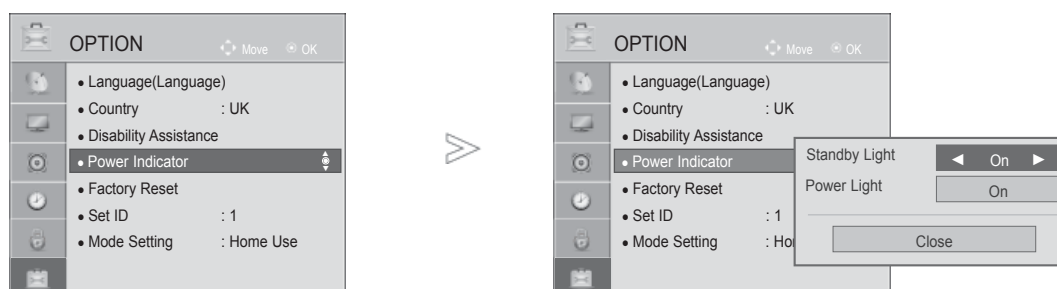 OPTION
Move OK
● Language(Language)
● Country : UK
● Disability Assistance
● Power Indicator
● Factory Reset
● Set ID : 1
● Mode Setting : Home Use
OPTION
Move OK
● Language(Language)
● Country : UK
● Disability Assistance
● Power Indicator
● Factory Reset
● Set ID : 1
● Mode Setting : Ho
Standby Light ◀ On ▶
Power Light On
Close